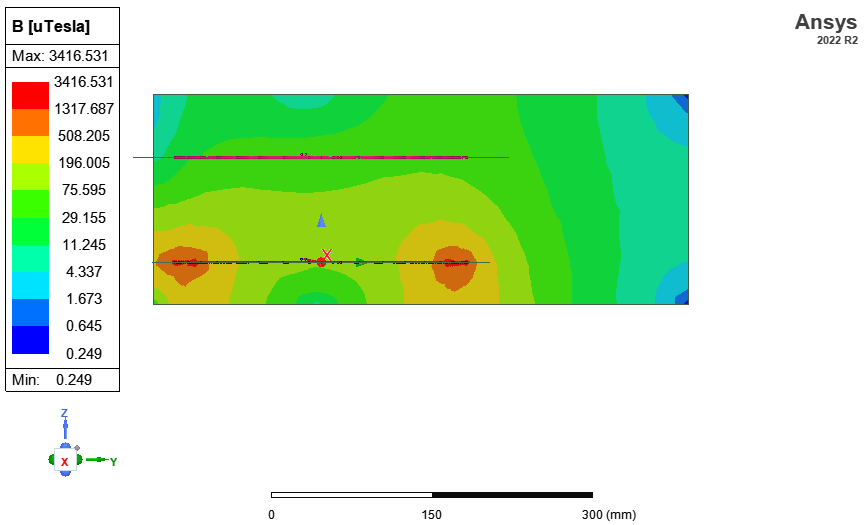 B [uTesla]
Max: 3416.531
3416.531
1317.687
508.205
196.005
75.595
29.155
11.245
4.337
1.673
0.645
0.249
Min: 0.249
Ansys
2022 R2
X
Z
X
Y
0 150 300 (mm)